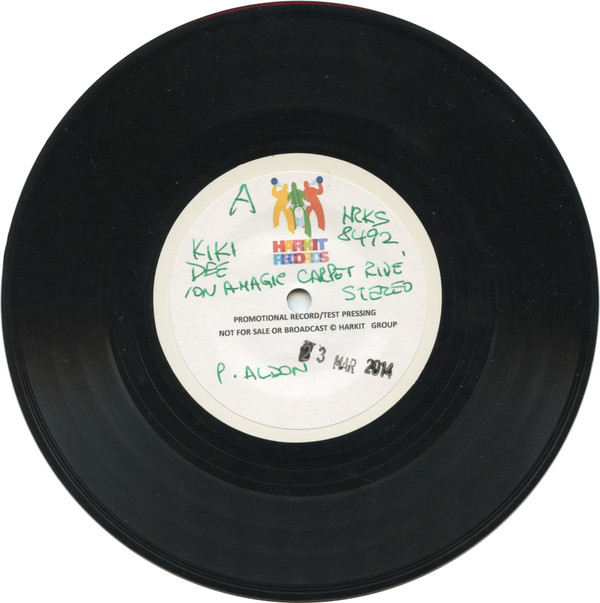 A
HRKS
8492
HARKIT
RECORDS
KIKI
DEE
'ON A MAGIC CARPET RIDE'
STEREO
PROMOTIONAL RECORD/TEST PRESSING
NOT FOR SALE OR BROADCAST © HARKIT GROUP
23 MAR 2014
P. ALDON